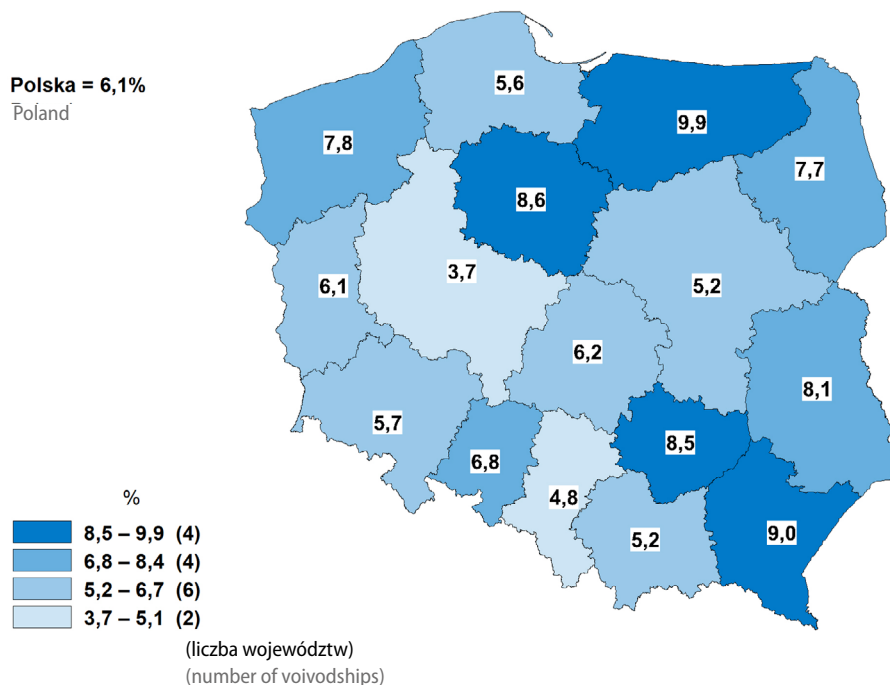 Polska = 6,1%
Poland
5,6
9,9
7,8
7,7
8,6
3,7
6,1
5,2
6,2
8,1
5,7
8,5
6,8
4,8
9,0
5,2
%
8,5 – 9,9 (4)
6,8 – 8,4 (4)
5,2 – 6,7 (6)
3,7 – 5,1 (2)
(liczba województw)
(number of voivodships)